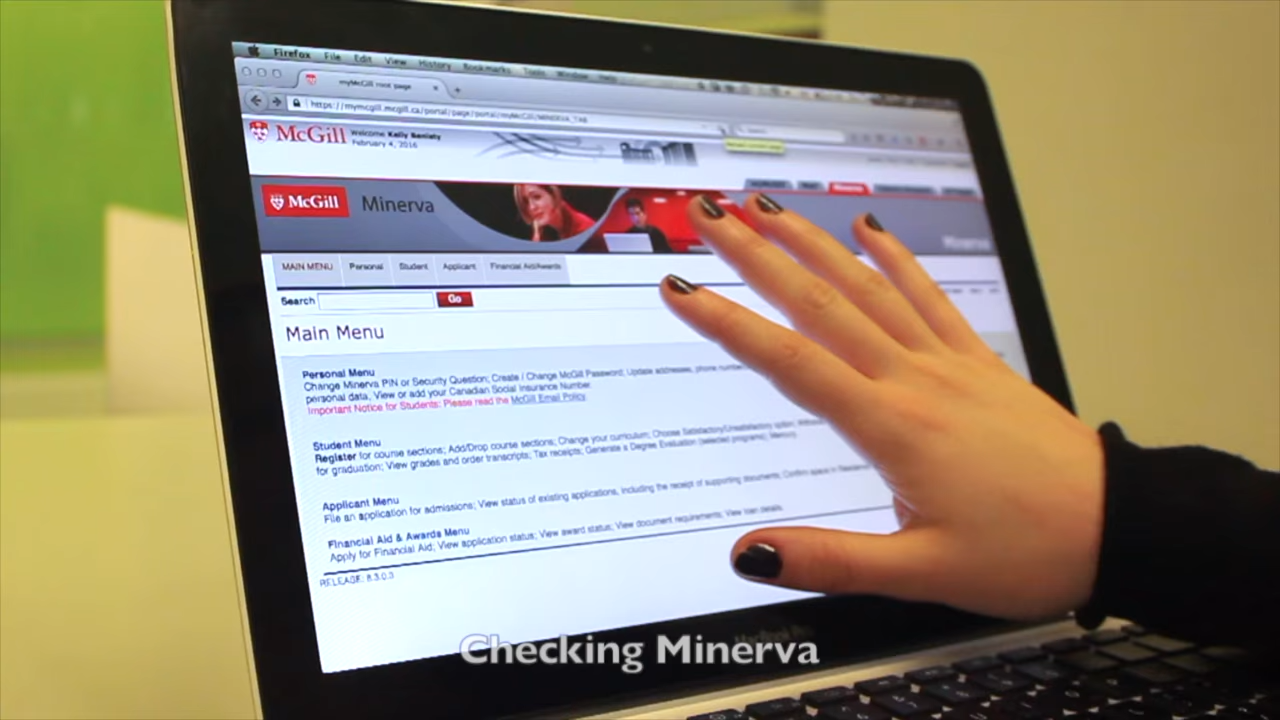 Firefox File Edit View History Bookmarks Tools Window Help
myMcGill root page
https://mymcgill.mcgill.ca/portal/page/portal/myMcGill/MINERVA_TAB
McGill Welcome Kelly
February 4, 2016
Minerva
McGill Minerva
Minerva
MAIN MENU Personal Student Applicant Financial Aid/Awards
Search Go
Main Menu
Personal Menu
Change Minerva PIN or Security Question; Create / Change McGill Password; Update addresses, phone
personal data, View or add your Canadian Social Insurance Number.
Important Notice for Students: Please read the McGill Email Policy
Student Menu
Register for course sections; Add/Drop course sections; Change your curriculum; Choose Satisfactory/Unsatisfactory option;
for graduation; View grades and order transcripts; Tax receipts; Generate a Degree Evaluation (selected programs);
Applicant Menu
File an application for admissions; View status of existing applications, including the receipt of supporting documents; Confirm space in
Financial Aid & Awards Menu
Apply for Financial Aid; View application status; View award status; View document requirements; View loan details.
RELEASE: 8.3.0.3
Checking Minerva